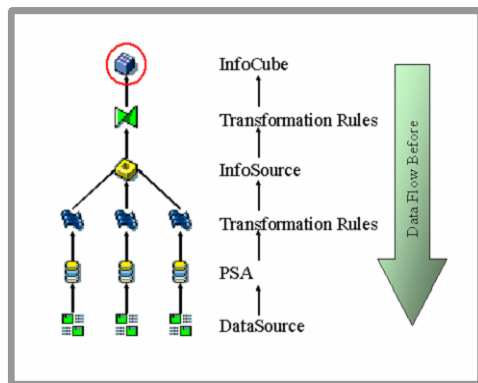 InfoCube
Transformation Rules
InfoSource
Transformation Rules
PSA
DataSource
Data Flow Before